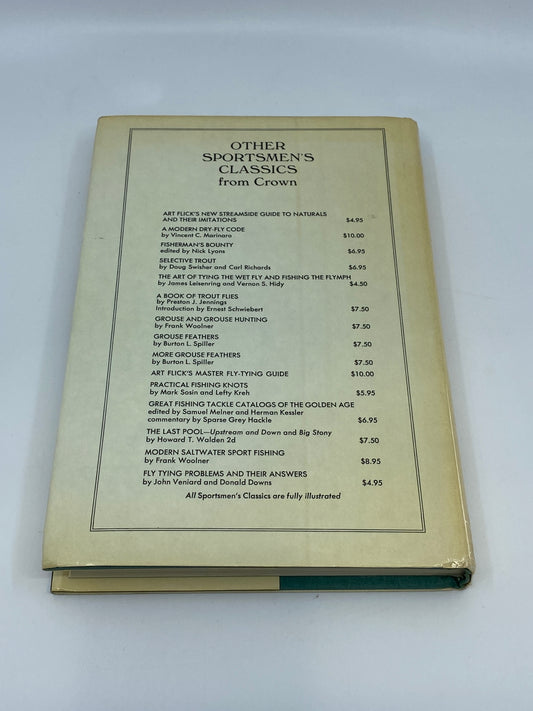 OTHER
SPORTSMEN'S
CLASSICS
from Crown
ART FLICK'S NEW STREAMSIDE GUIDE TO NATURALS
AND THEIR IMITATIONS $4.95
A MODERN DRY-FLY CODE
by Vincent C. Marinaro $10.00
FISHERMAN'S BOUNTY
edited by Nick Lyons $6.95
SELECTIVE TROUT
by Doug Swisher and Carl Richards $6.95
THE ART OF TYING THE WET FLY AND FISHING THE FLYMPH
by James Leisenring and Vernon S. Hidy $4.50
A BOOK OF TROUT FLIES
by Preston J. Jennings
Introduction by Ernest Schwiebert $7.50
GROUSE AND GROUSE HUNTING
by Frank Woolner $7.50
GROUSE FEATHERS
by Burton L. Spiller $7.50
MORE GROUSE FEATHERS
by Burton L. Spiller $7.50
ART FLICK'S MASTER FLY-TYING GUIDE $10.00
PRACTICAL FISHING KNOTS
by Mark Sosin and Lefty Kreh $5.95
GREAT FISHING TACKLE CATALOGS OF THE GOLDEN AGE
edited by Samuel Melner and Herman Kessler
commentary by Sparse Grey Hackle $6.95
THE LAST POOL—Upstream and Down and Big Stony
by Howard T. Walden 2d $7.50
MODERN SALTWATER SPORT FISHING
by Frank Woolner $8.95
FLY TYING PROBLEMS AND THEIR ANSWERS
by John Veniard and Donald Downs $4.95
All Sportsmen's Classics are fully illustrated